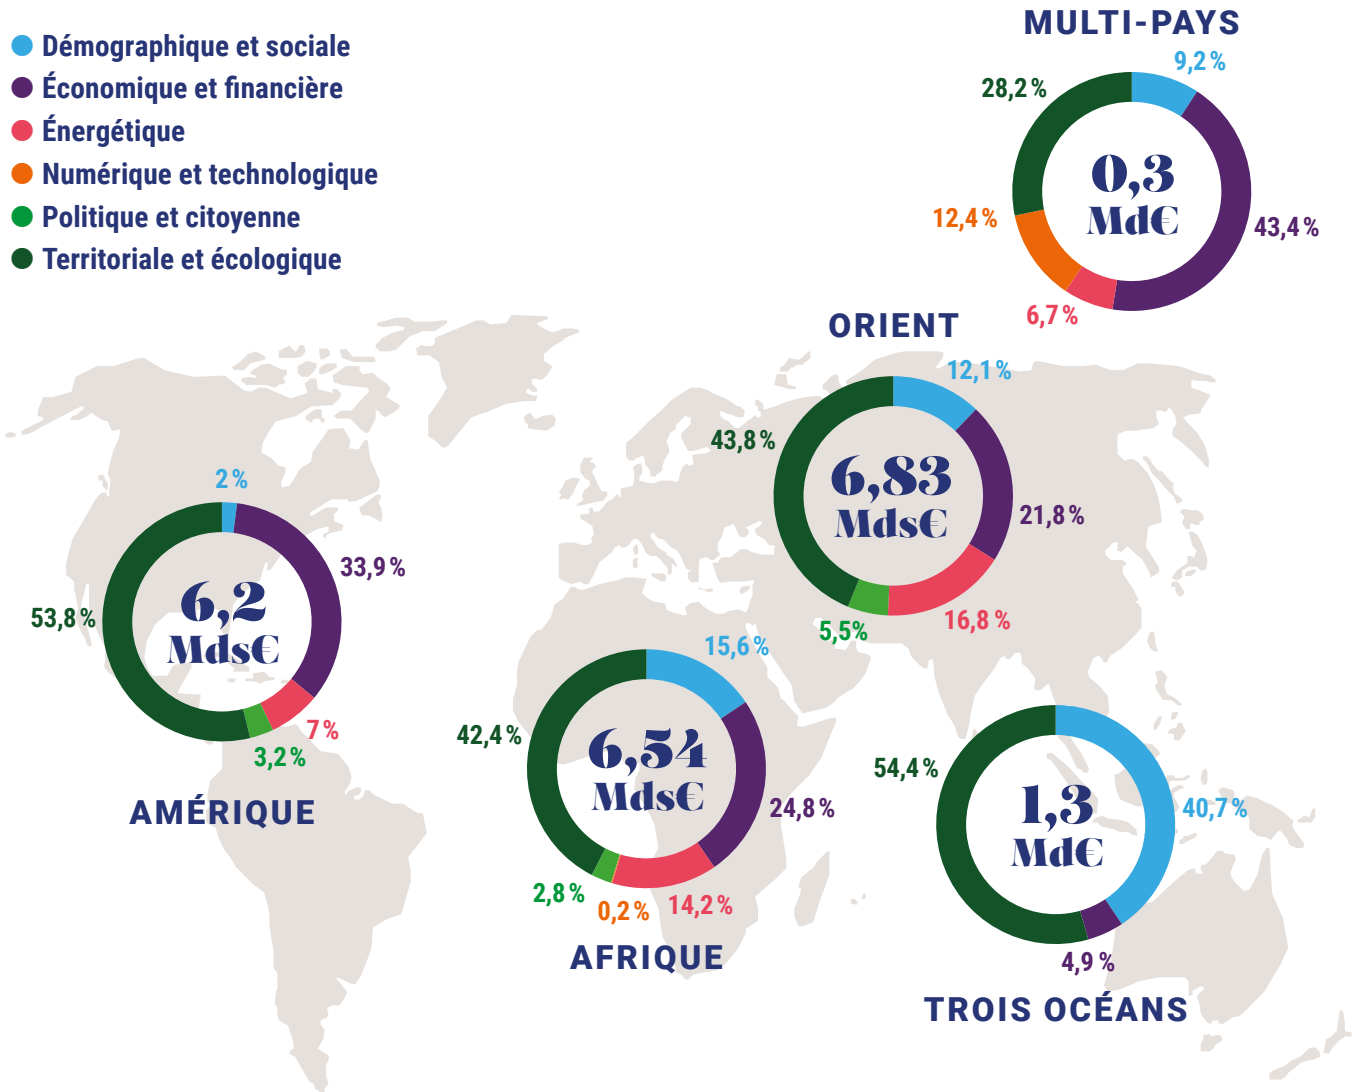 Démographique et sociale
Économique et financière
Énergétique
Numérique et technologique
Politique et citoyenne
Territoriale et écologique
MULTI-PAYS
9,2 %
28,2 %
0,3
Md€
12,4 %
43,4 %
6,7 %
ORIENT
12,1 %
43,8 %
6,83
Mds€
21,8 %
16,8 %
5,5%
2 %
33,9 %
6,2
Mds€
53,8 %
7 %
3,2 %
AMÉRIQUE
15,6 %
42,4 %
6,54
Mds€
24,8 %
14,2 %
0,2 %
2,8 %
AFRIQUE
54,4 %
1,3
Md€
40,7 %
4,9 %
TROIS OCÉANS